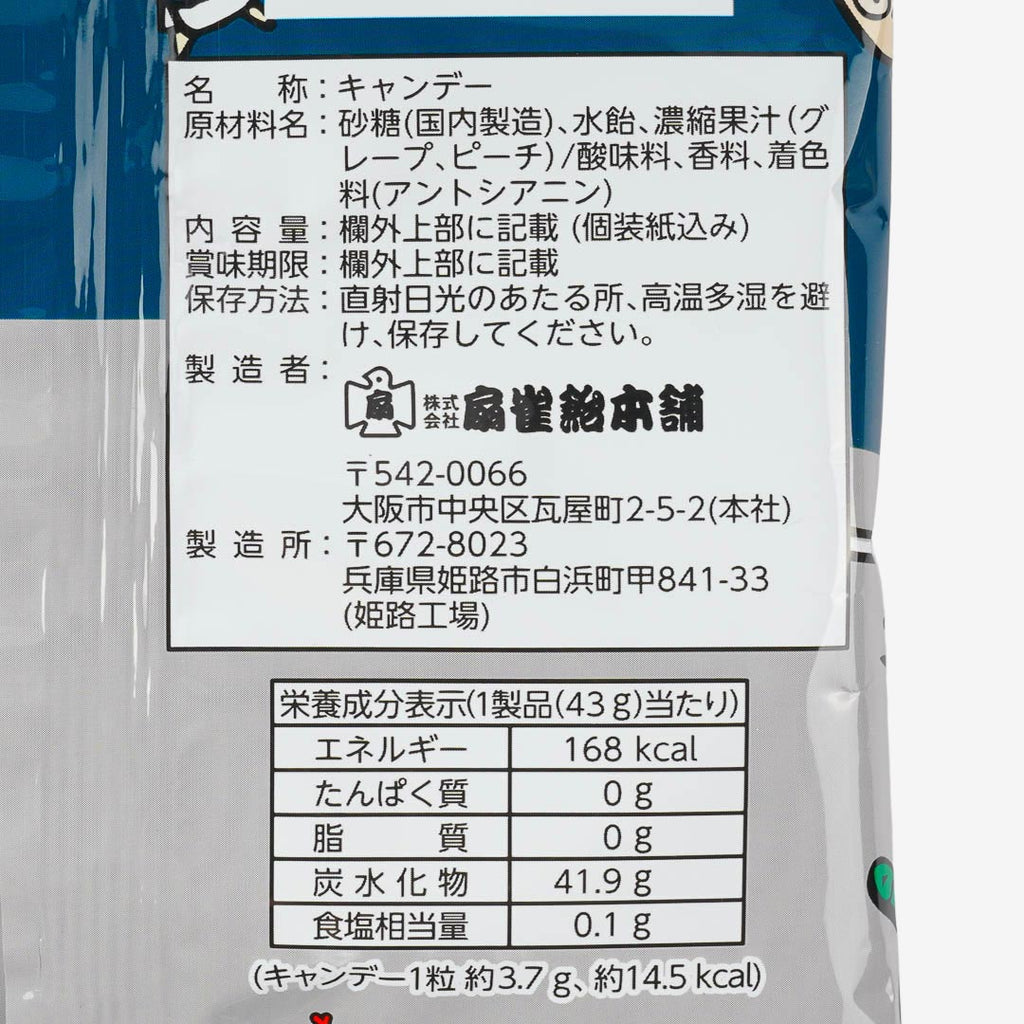 名称：キャンデー
原材料名：砂糖(国内製造)、水飴、濃縮果汁(グ
レープ、ピーチ)/酸味料、香料、着色
料(アントシアニン)
内容量：欄外上部に記載 (個装紙込み)
賞味期限：欄外上部に記載
保存方法：直射日光のあたる所、高温多湿を避
け、保存してください。
製造者：
扇 株式会社 扇雀飴本舗
〒542-0066
大阪市中央区瓦屋町2-5-2(本社)
製造所：〒672-8023
兵庫県姫路市白浜町甲841-33
(姫路工場)
栄養成分表示(1製品(43g)当たり)
エネルギー 168 kcal
たんぱく質 0 g
脂質 0 g
炭水化物 41.9 g
食塩相当量 0.1 g
(キャンデー1粒 約3.7g、約14.5kcal)